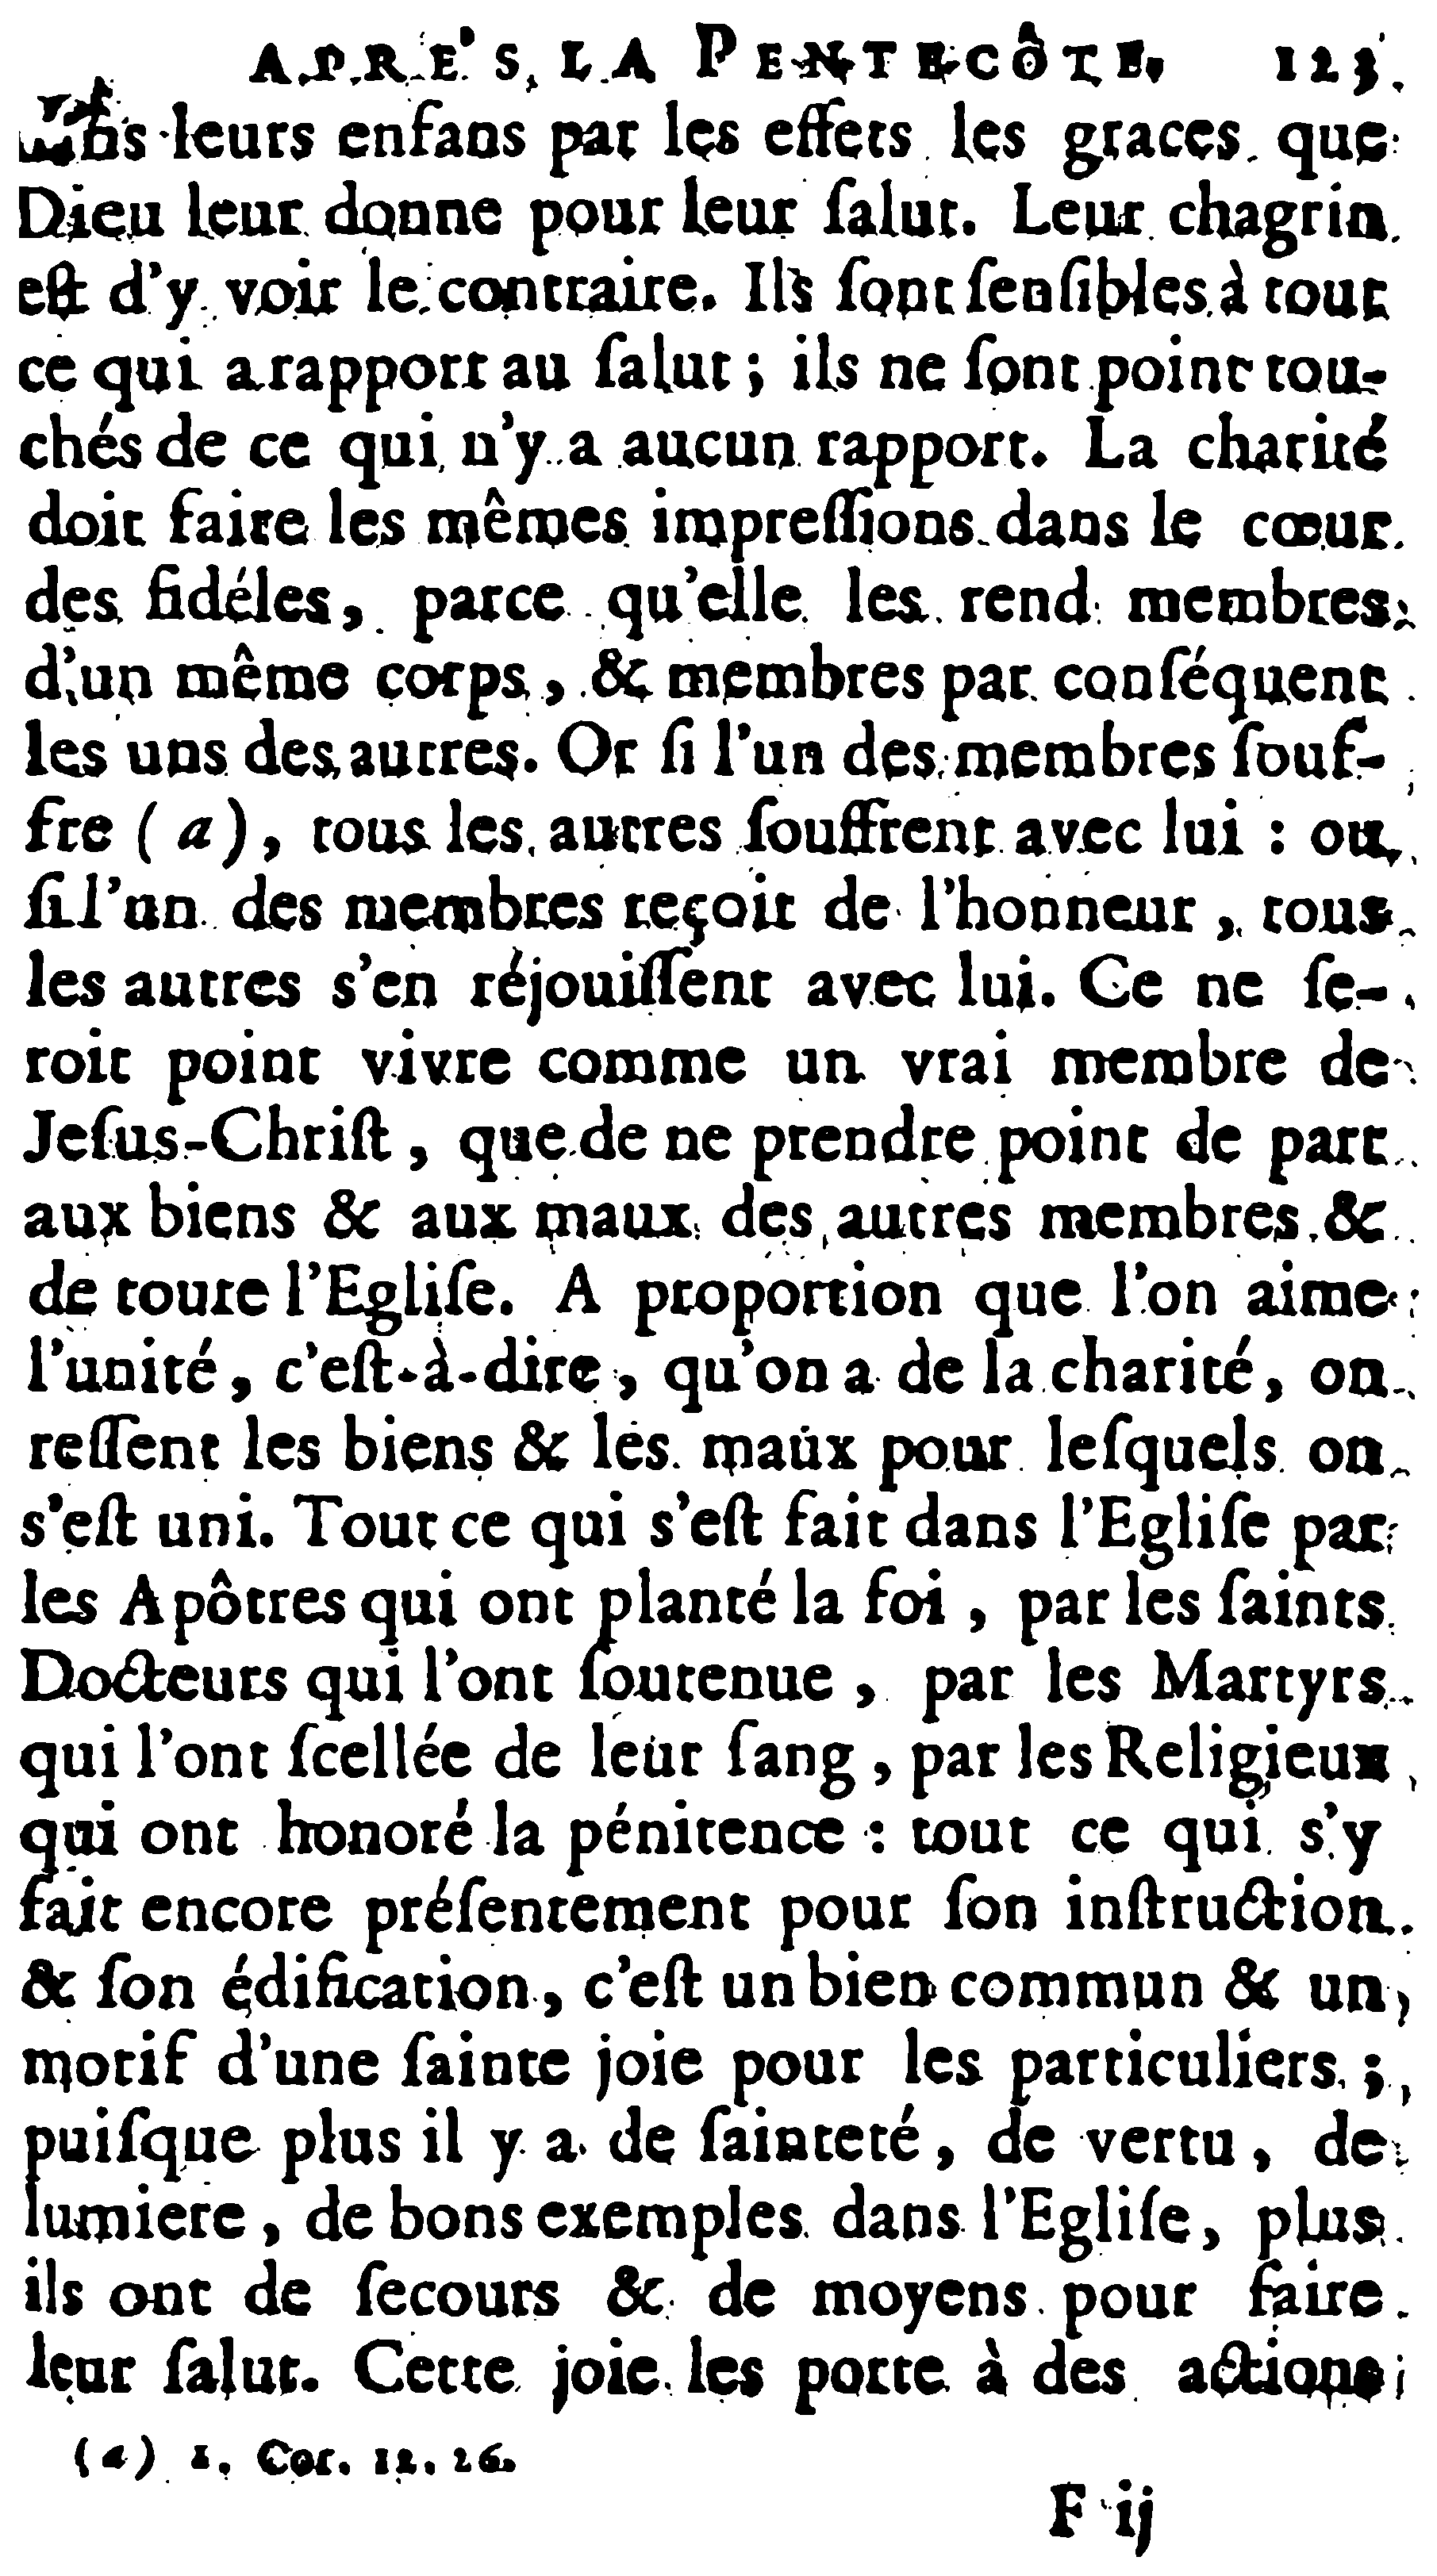 APRE'S LA PENTECÔTE. 123
leurs enfans par les effets les graces que
Dieu leur donne pour leur ſalut. Leur chagrin
eſt d'y voir le contraire. Ils ſont ſenſibles à tout
ce qui a rapport au ſalut ; ils ne ſont point tou-
chés de ce qui n'y a aucun rapport. La charité
doit faire les mêmes impreſſions dans le cœur
des fidéles, parce qu'elle les rend membres
d'un même corps, & membres par conſéquent
les uns des autres. Or ſi l'un des membres ſouf-
fre (a), tous les autres ſouffrent avec lui : ou
ſi l'un des membres reçoit de l'honneur, tous
les autres s'en réjouiſſent avec lui. Ce ne ſe-
roit point vivre comme un vrai membre de
Jeſus-Chriſt, que de ne prendre point de part
aux biens & aux maux des autres membres &
de toute l'Egliſe. A proportion que l'on aime
l'unité, c'eſt-à-dire, qu'on a de la charité, on
reſſent les biens & les maux pour leſquels on
s'eſt uni. Tout ce qui s'eſt fait dans l'Egliſe par
les Apôtres qui ont planté la foi, par les ſaints
Docteurs qui l'ont ſoutenue, par les Martyrs
qui l'ont ſcellée de leur ſang, par les Religieux
qui ont honoré la pénitence : tout ce qui s'y
fait encore préſentement pour ſon inſtruction
& ſon édification, c'eſt un bien commun & un
motif d'une ſainte joie pour les particuliers ;
puiſque plus il y a de ſainteté, de vertu, de
lumiere, de bons exemples dans l'Egliſe, plus
ils ont de ſecours & de moyens pour faire
leur ſalut. Cette joie les porte à des actions
(a) 1. Cor. 12. 26.
F ij